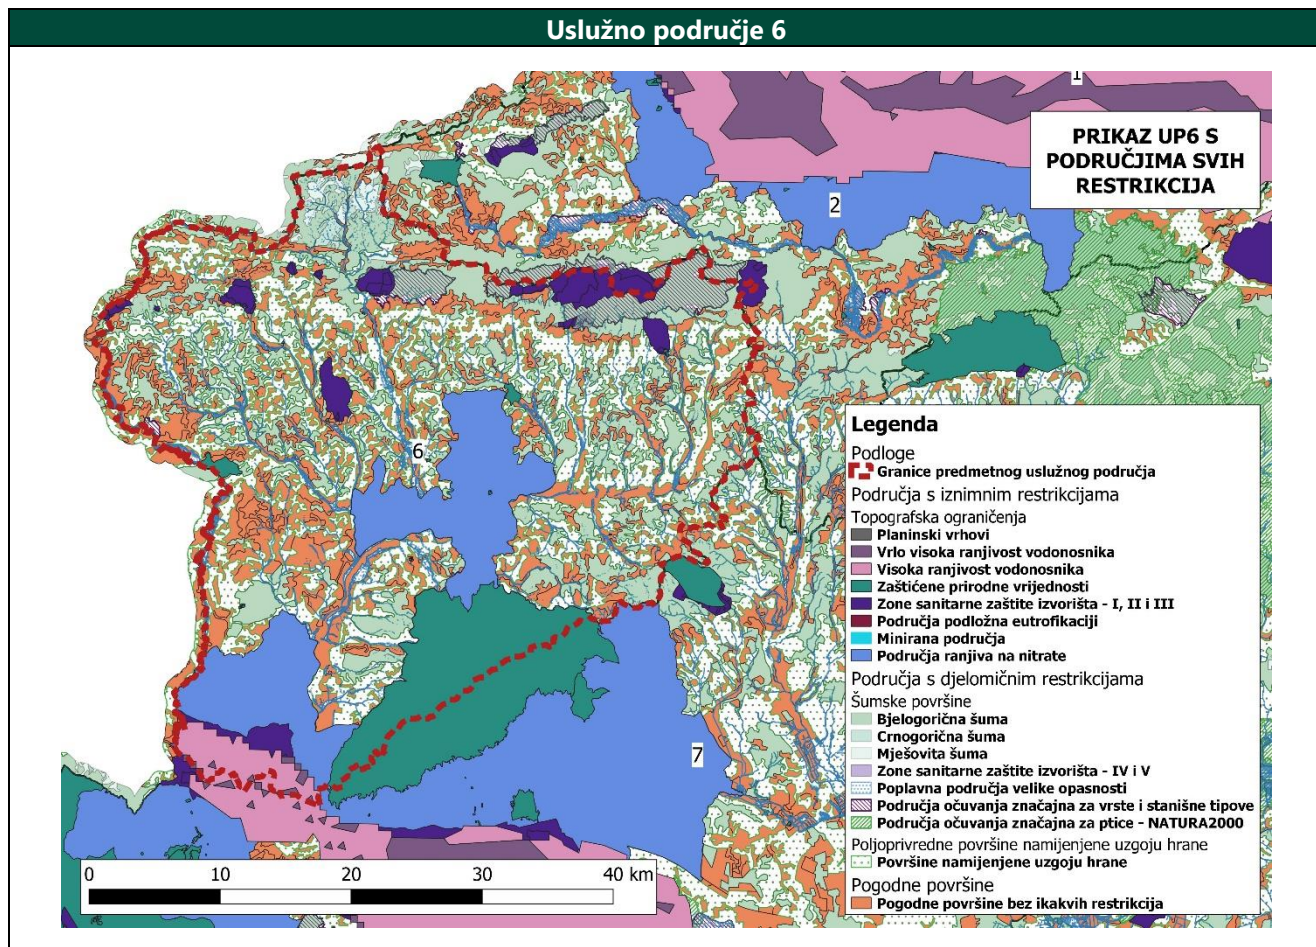 Uslužno područje 6
1
PRIKAZ UP6 S
PODRUČJIMA SVIH
RESTRIKCIJA
2
6
7
Legenda
Podloge
Granice predmetnog uslužnog područja
Područja s iznimnim restrikcijama
Topografska ograničenja
Planinski vrhovi
Vrlo visoka ranjivost vodonosnika
Visoka ranjivost vodonosnika
Zaštićene prirodne vrijednosti
Zone sanitarne zaštite izvorišta - I, II i III
Područja podložna eutrofikaciji
Minirana područja
Područja ranjiva na nitrate
Područja s djelomičnim restrikcijama
Šumske površine
Bjelogorična šuma
Crnogorična šuma
Mješovita šuma
Zone sanitarne zaštite izvorišta - IV i V
Poplavna područja velike opasnosti
Područja očuvanja značajna za vrste i stanišne tipove
Područja očuvanja značajna za ptice - NATURA2000
Poljoprivredne površine namijenjene uzgoju hrane
Površine namijenjene uzgoju hrane
Pogodne površine
Pogodne površine bez ikakvih restrikcija
0 10 20 30 40 km